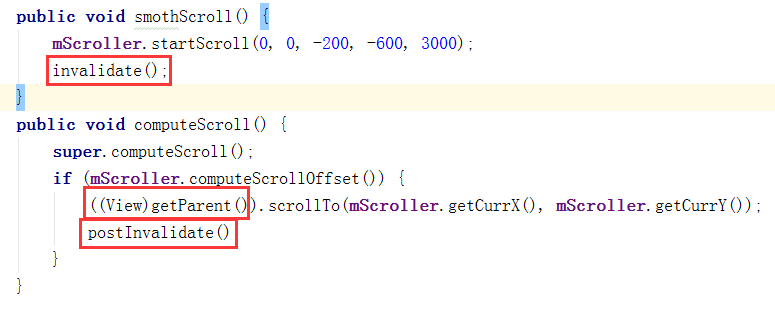 public void smothScroll() {
mScroller.startScroll(0, 0, -200, -600, 3000);
invalidate();
}
public void computeScroll() {
super.computeScroll();
if (mScroller.computeScrollOffset()) {
((View)getParent()).scrollTo(mScroller.getCurrX(), mScroller.getCurrY());
postInvalidate()
}
}